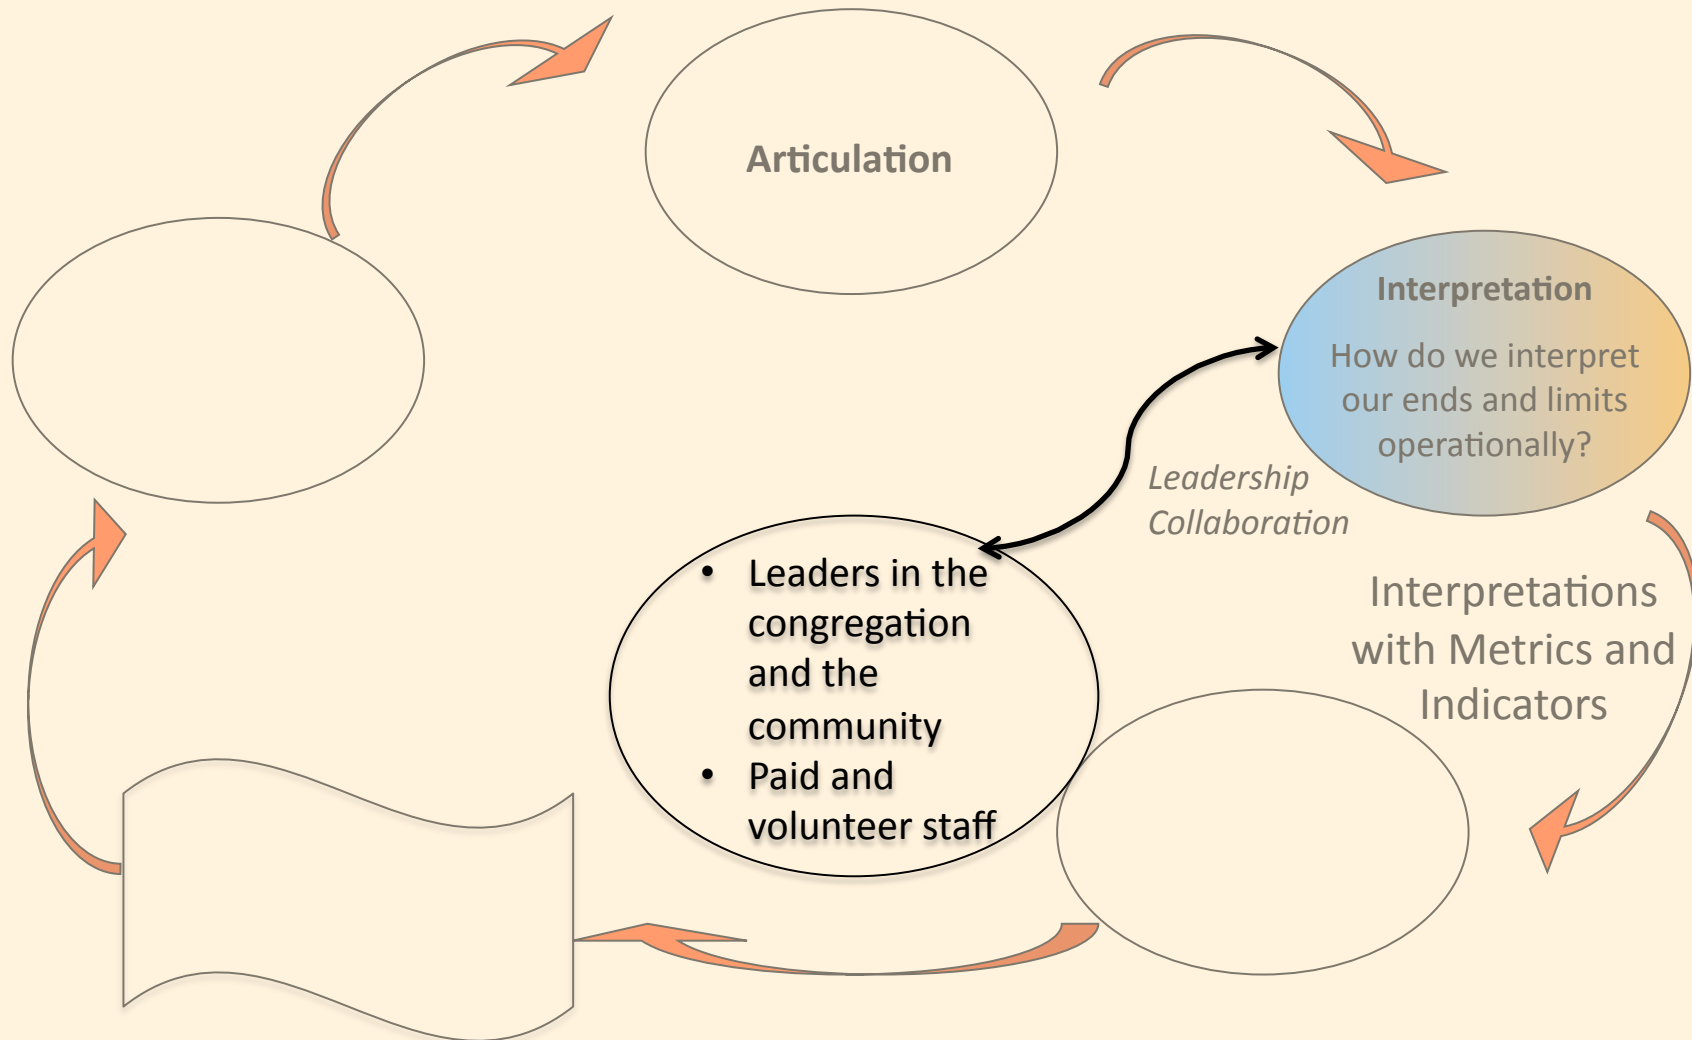 Articulation
Interpretation
How do we interpret
our ends and limits
operationally?
Leadership
Collaboration
• Leaders in the
congregation
and the
community
• Paid and
volunteer staff
Interpretations
with Metrics and
Indicators